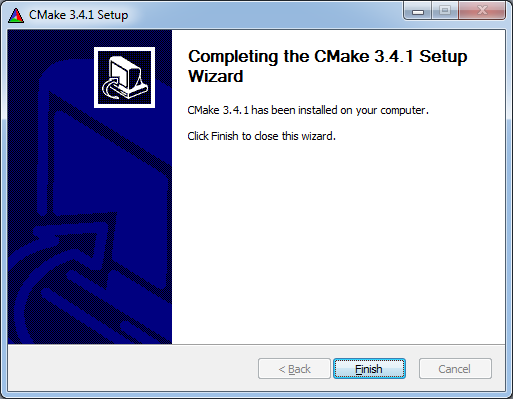 CMake 3.4.1 Setup
Completing the CMake 3.4.1 Setup
Wizard
CMake 3.4.1 has been installed on your computer.
Click Finish to close this wizard.
< Back
Finish
Cancel